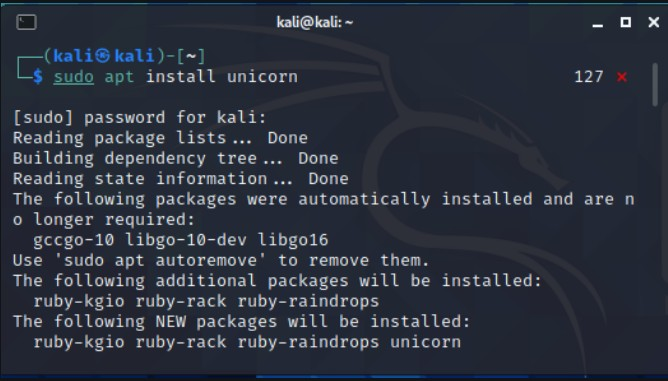 kali@kali: ~
(kali㉿kali)-[~]
$ sudo apt install unicorn 127 ×
[sudo] password for kali:
Reading package lists... Done
Building dependency tree... Done
Reading state information... Done
The following packages were automatically installed and are n
o longer required:
gccgo-10 libgo-10-dev libgo16
Use 'sudo apt autoremove' to remove them.
The following additional packages will be installed:
ruby-kgio ruby-rack ruby-raindrops
The following NEW packages will be installed:
ruby-kgio ruby-rack ruby-raindrops unicorn